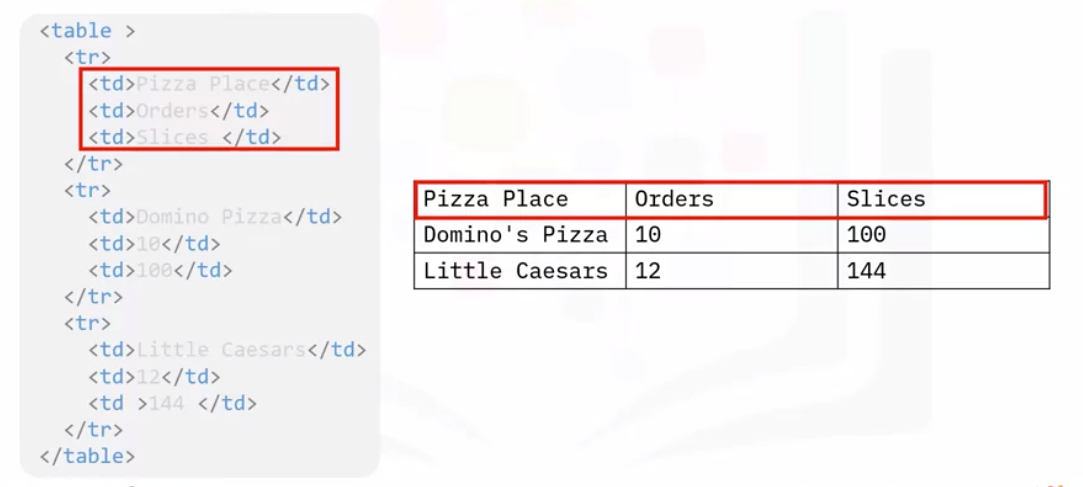 <table >
<tr>
<td>Pizza Place</td>
<td>Orders</td>
<td>Slices </td>
</tr>
<tr>
<td>Domino Pizza</td>
<td>10</td>
<td>100</td>
</tr>
<tr>
<td>Little Caesars</td>
<td>12</td>
<td >144 </td>
</tr>
</table>
Pizza Place Orders Slices
Domino's Pizza 10 100
Little Caesars 12 144